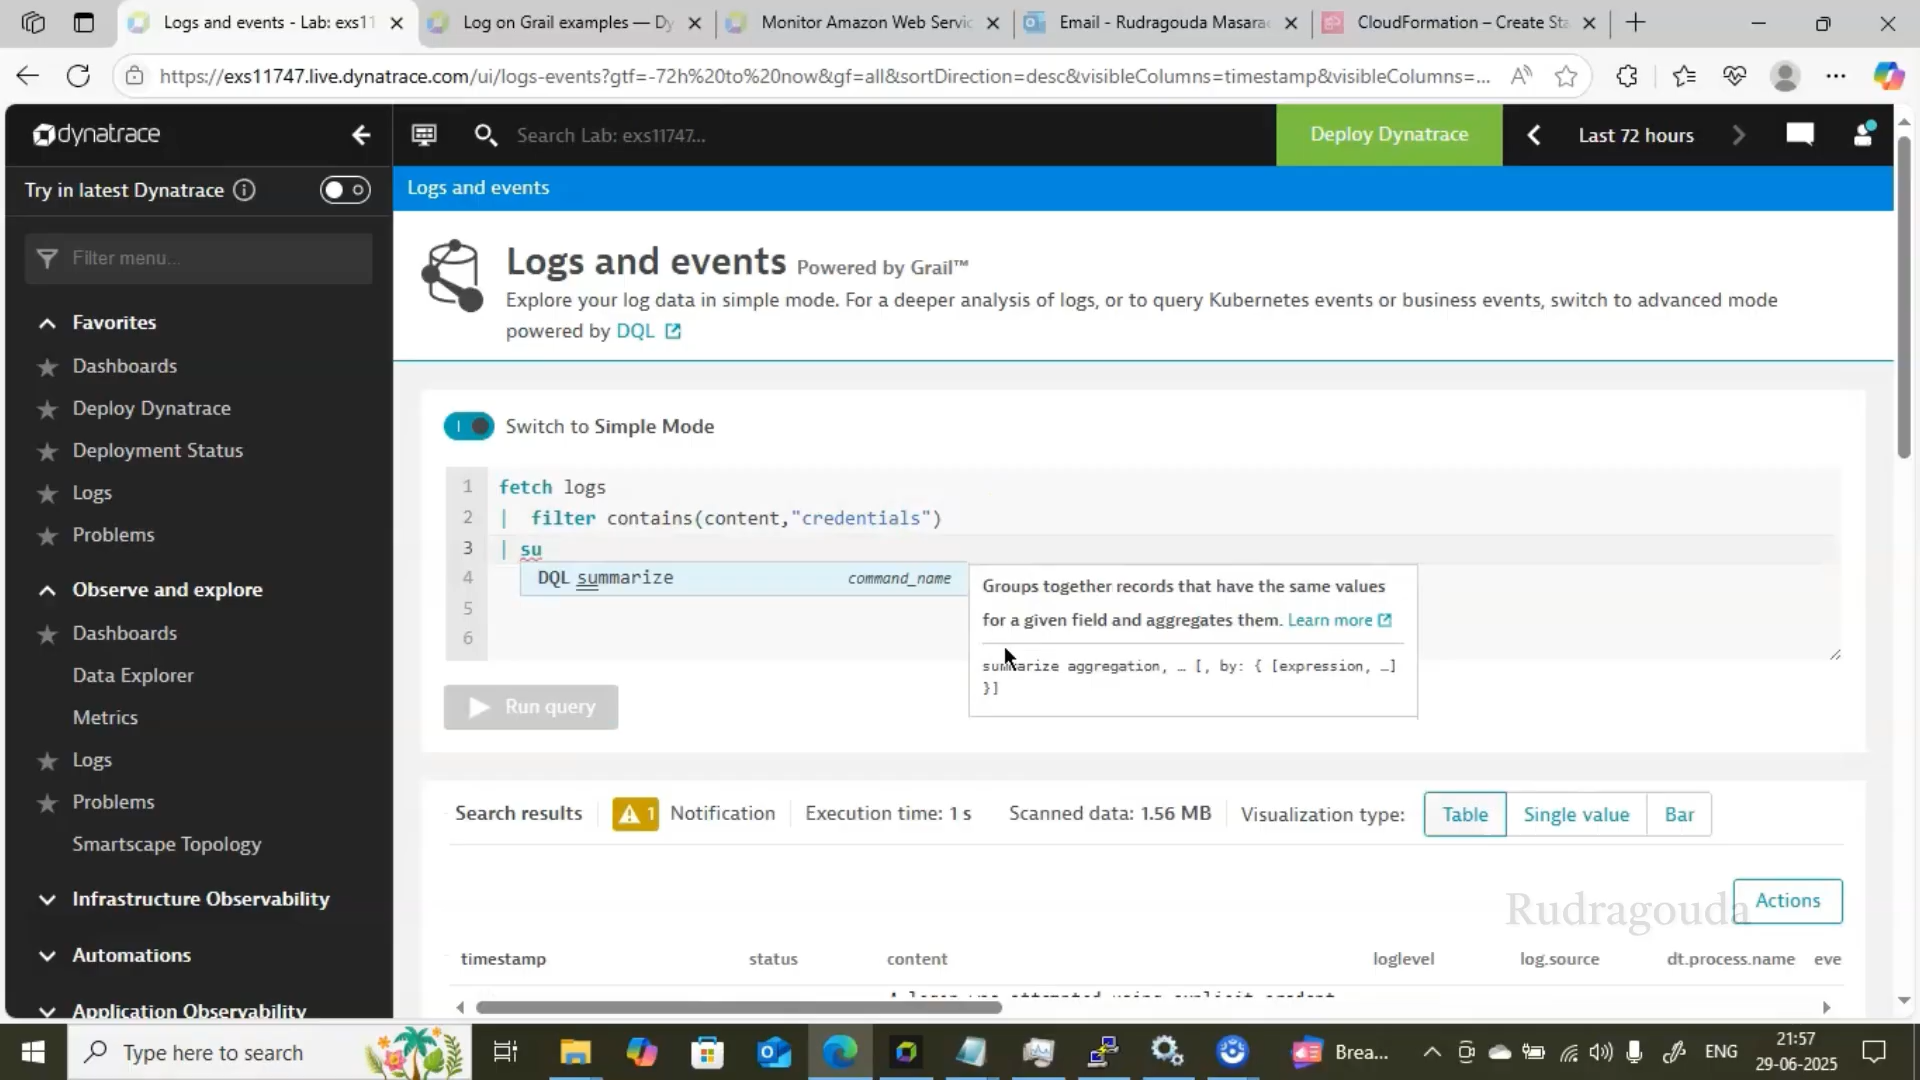 Logs and events - Lab: exs11
Log on Grail examples — Dy
Monitor Amazon Web Servic
Email - Rudragouda Masara
CloudFormation – Create Sta
https://exs11747.live.dynatrace.com/ui/logs-events?gtf=-72h%20to%20now&gf=all&sortDirection=desc&visibleColumns=timestamp&visibleColumns=...
dynatrace
Search Lab: exs11747...
Deploy Dynatrace
Last 72 hours
Try in latest Dynatrace
Logs and events
Filter menu...
Logs and events Powered by Grail™
Explore your log data in simple mode. For a deeper analysis of logs, or to query Kubernetes events or business events, switch to advanced mode
powered by DQL
Favorites
Dashboards
Deploy Dynatrace
Deployment Status
Logs
Problems
Observe and explore
Dashboards
Data Explorer
Metrics
Logs
Problems
Smartscape Topology
Infrastructure Observability
Automations
Application Observability
Switch to Simple Mode
1 fetch logs
2 | filter contains(content,"credentials")
3 | su
4
5
6
DQL summarize command_name
Groups together records that have the same values
for a given field and aggregates them. Learn more
summarize aggregation, … [, by: { [expression, …]
}]
Run query
Search results
1 Notification
Execution time: 1 s
Scanned data: 1.56 MB
Visualization type:
Table
Single value
Bar
Rudragouda
Actions
timestamp status content loglevel log.source dt.process.name eve
Type here to search
Brea...
ENG
21:57
29-06-2025